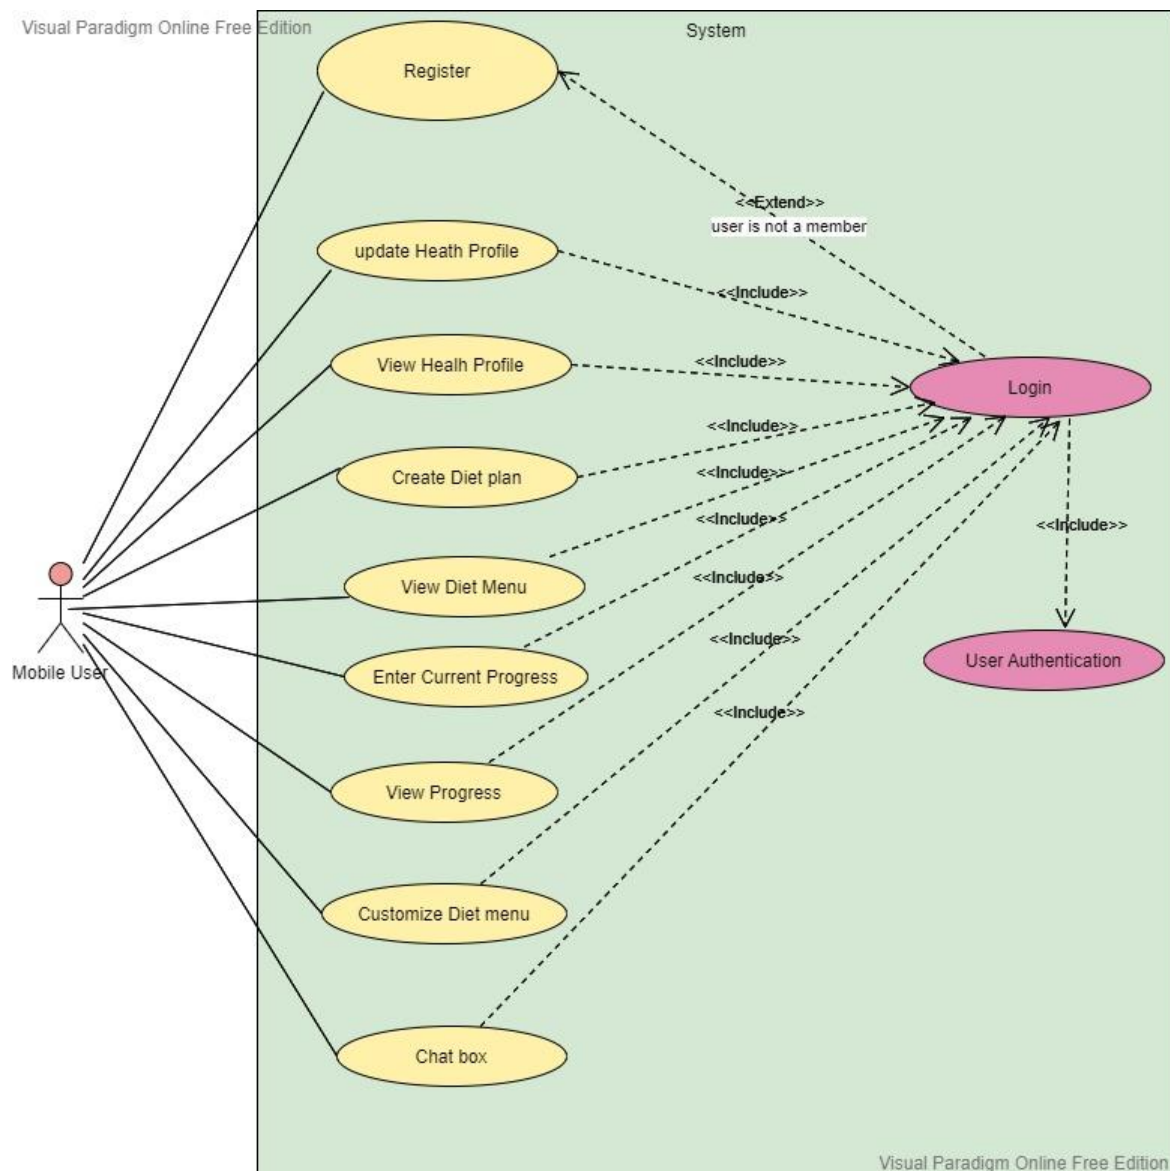 Visual Paradigm Online Free Edition
System
Register
<<Extend>>
user is not a member
update Heath Profile
<<Include>>
View Healh Profile
<<Include>>
Login
Create Diet plan
<<Include>>
<<Include>>
<<Include>>
<<Include>>
View Diet Menu
<<Include>>
Mobile User
Enter Current Progress
<<Include>>
User Authentication
<<Include>>
View Progress
Customize Diet menu
Chat box
Visual Paradigm Online Free Edition